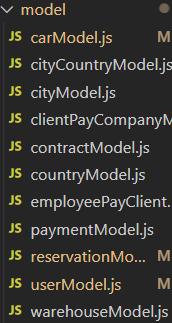 model
JS carModel.js M
JS cityCountryModel.js
JS cityModel.js
JS clientPayCompanyM
JS contractModel.js
JS countryModel.js
JS employeePayClient.
JS paymentModel.js
JS reservationMo... M
JS userModel.js M
JS warehouseModel.js